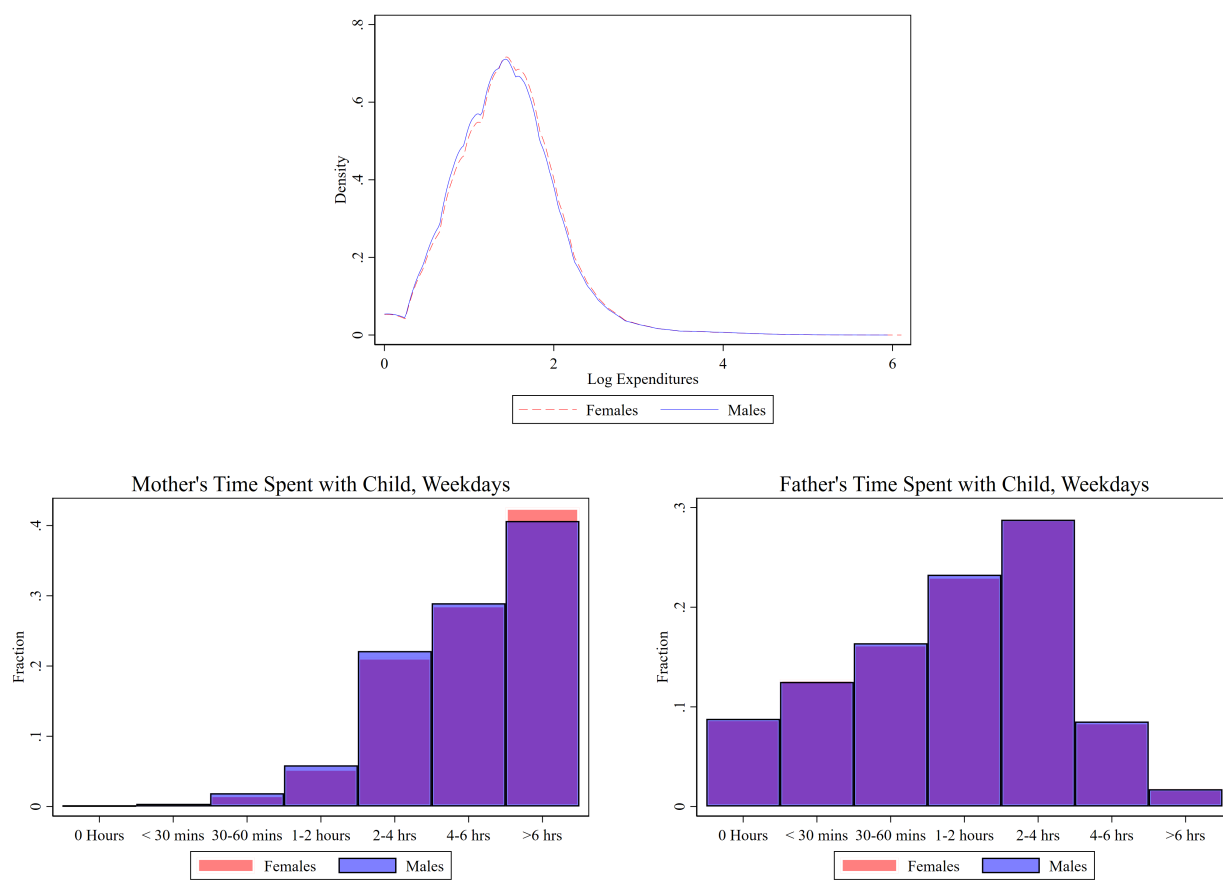 .8
.6
.4
.2
0
Density
0 2 4 6
Log Expenditures
Females Males
Mother's Time Spent with Child, Weekdays
.4
.3
.2
.1
0
Fraction
0 Hours < 30 mins 30-60 mins 1-2 hours 2-4 hrs 4-6 hrs >6 hrs
Females Males
Father's Time Spent with Child, Weekdays
.3
.2
.1
0
Fraction
0 Hours < 30 mins 30-60 mins 1-2 hours 2-4 hrs 4-6 hrs >6 hrs
Females Males